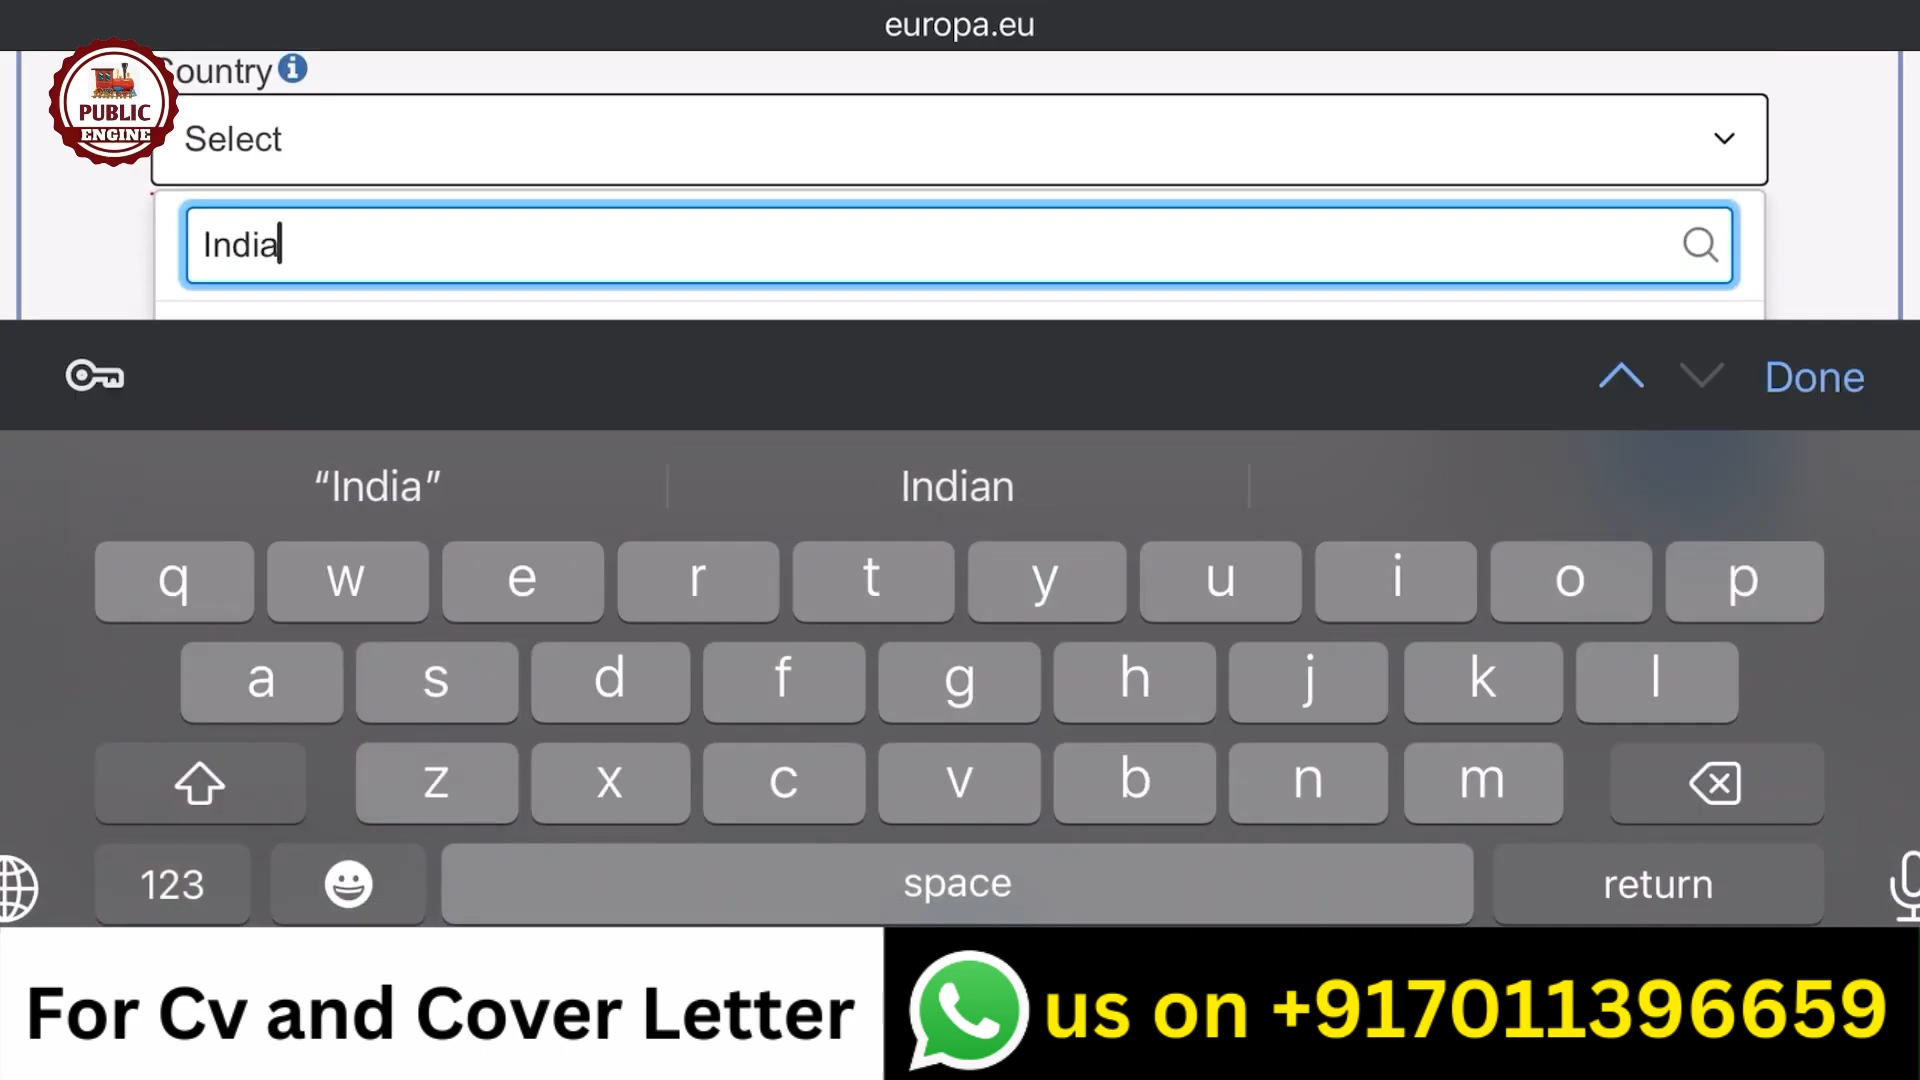 europa.eu
ountry
PUBLIC
ENGINE
Select
India
Done
“India”
Indian
q w e r t y u i o p
a s d f g h j k l
z x c v b n m
123
space
return
For Cv and Cover Letter
us on +917011396659